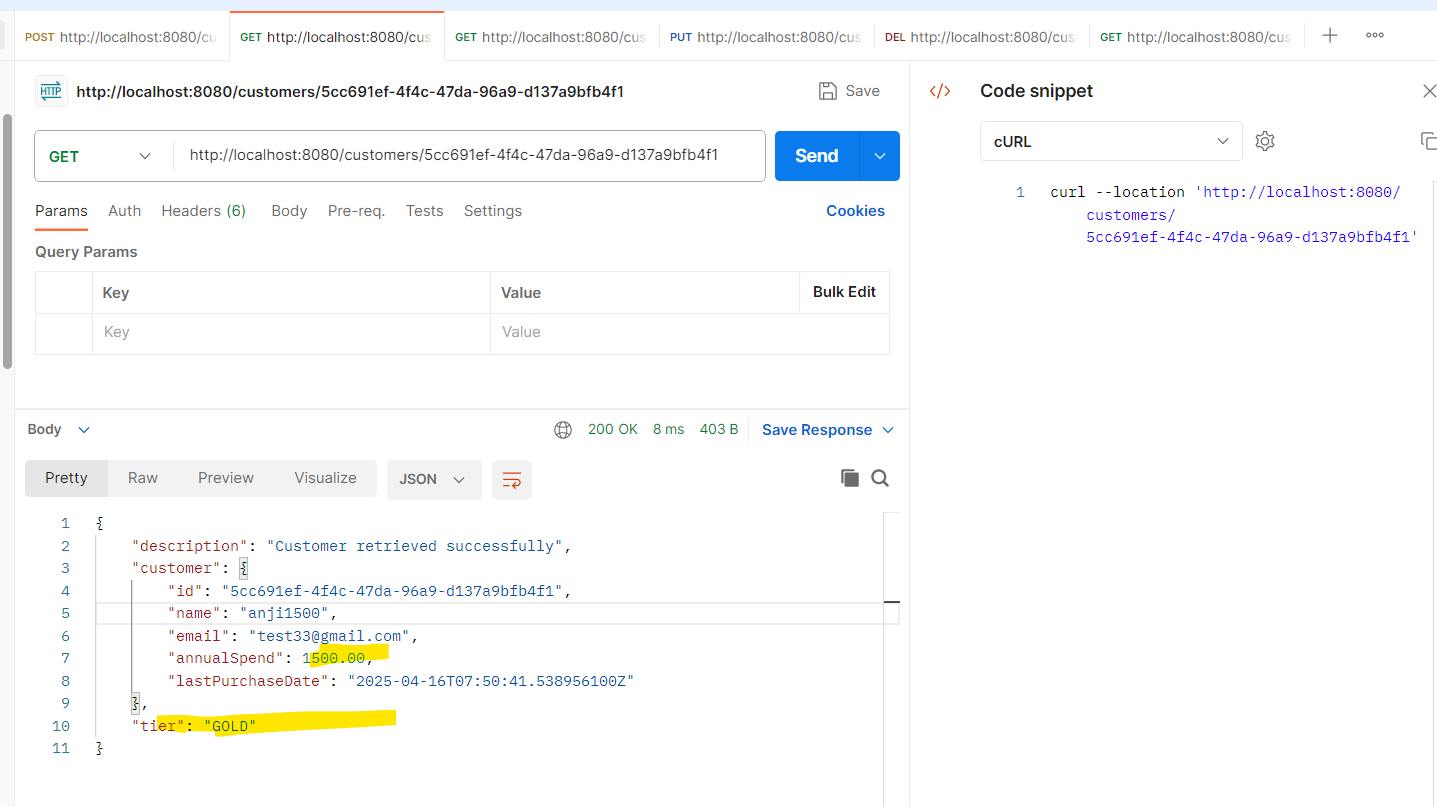 POST http://localhost:8080/cu
GET http://localhost:8080/cus
GET http://localhost:8080/cus
PUT http://localhost:8080/cus
DEL http://localhost:8080/cus
GET http://localhost:8080/cus
HTTP http://localhost:8080/customers/5cc691ef-4f4c-47da-96a9-d137a9bfb4f1
Save
GET
http://localhost:8080/customers/5cc691ef-4f4c-47da-96a9-d137a9bfb4f1
Send
Params Auth Headers (6) Body Pre-req. Tests Settings
Cookies
Query Params
Key Value Bulk Edit
Key Value
Body
200 OK 8 ms 403 B Save Response
Pretty Raw Preview Visualize JSON
1 {
2 "description": "Customer retrieved successfully",
3 "customer": {
4 "id": "5cc691ef-4f4c-47da-96a9-d137a9bfb4f1",
5 "name": "anji1500",
6 "email": "test33@gmail.com",
7 "annualSpend": 1500.00,
8 "lastPurchaseDate": "2025-04-16T07:50:41.538956100Z"
9 },
10 "tier": "GOLD"
11 }
</> Code snippet
cURL
1 curl --location 'http://localhost:8080/
customers/
5cc691ef-4f4c-47da-96a9-d137a9bfb4f1'